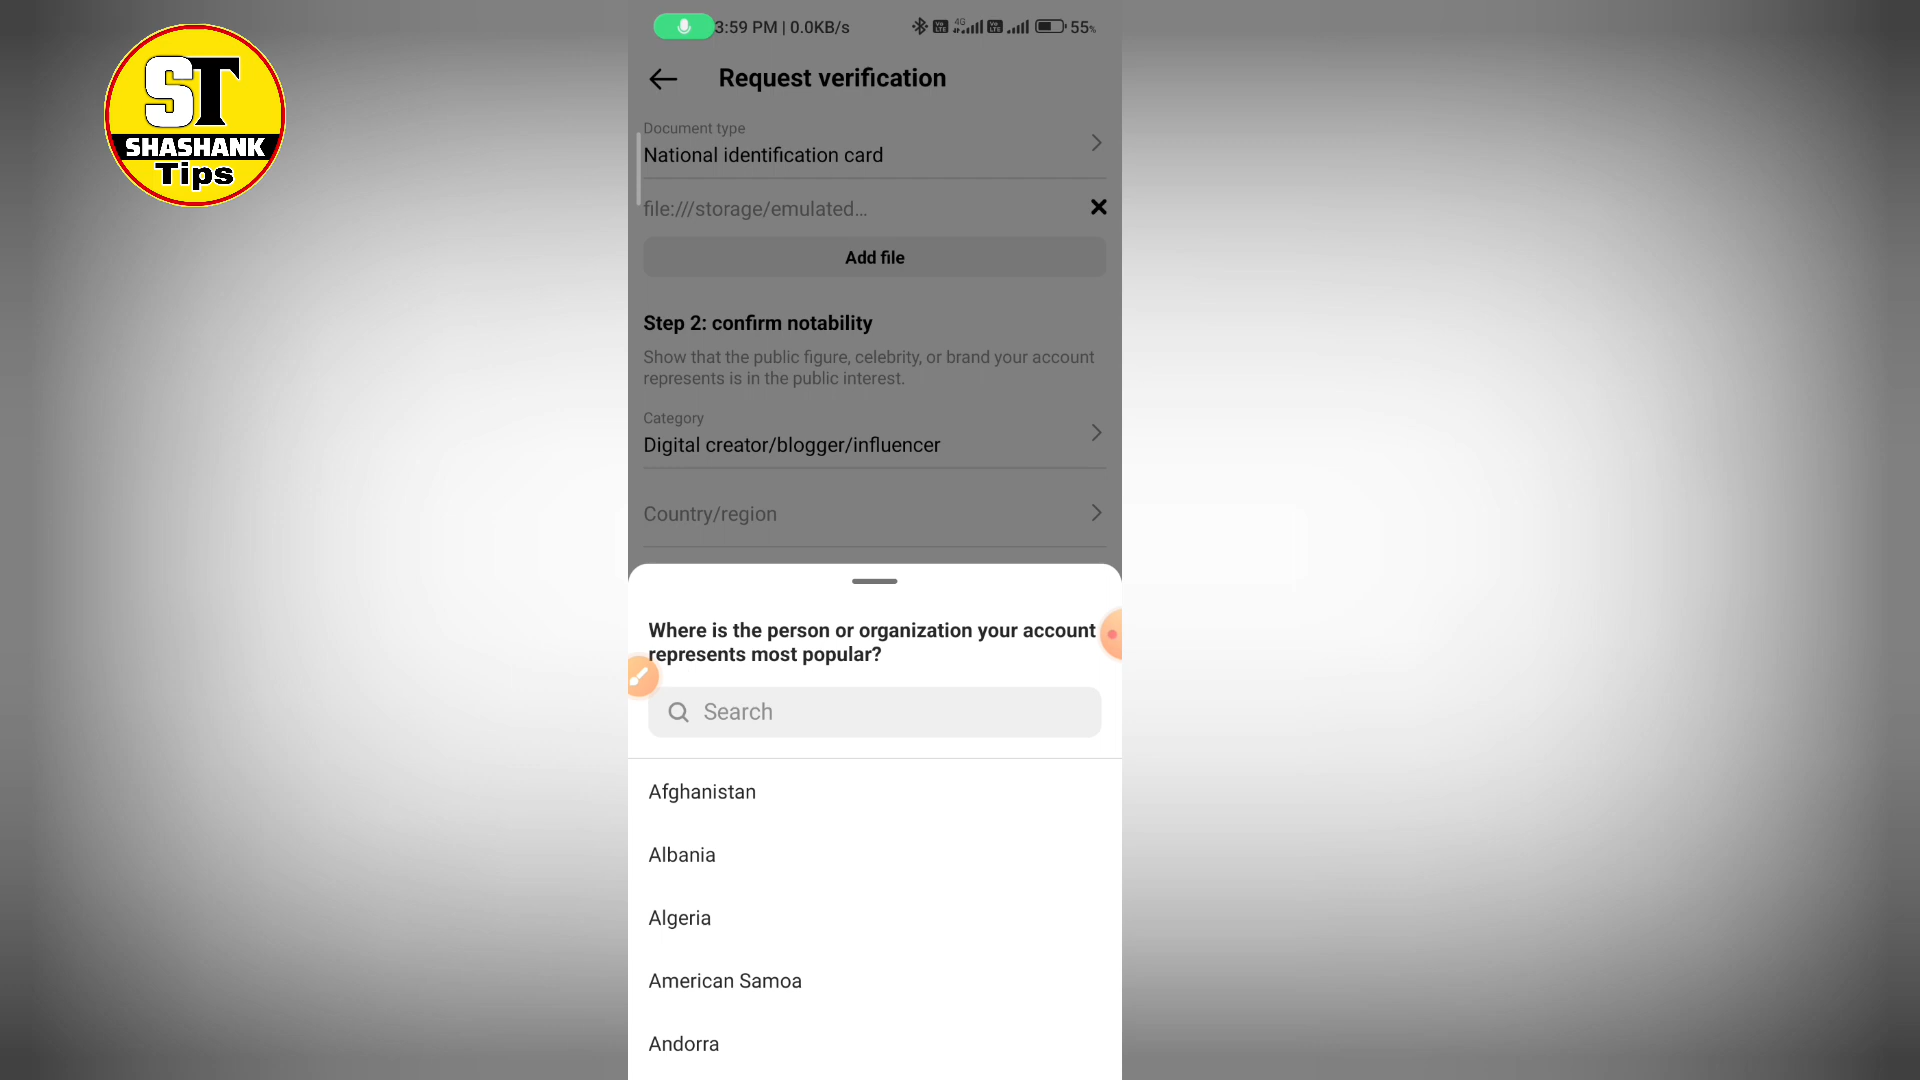 ST
SHASHANK
Tips
3:59 PM | 0.0KB/s
4G
55%
Request verification
Document type
National identification card
file:///storage/emulated...
Add file
Step 2: confirm notability
Show that the public figure, celebrity, or brand your account
represents is in the public interest.
Category
Digital creator/blogger/influencer
Country/region
Where is the person or organization your account
represents most popular?
Search
Afghanistan
Albania
Algeria
American Samoa
Andorra